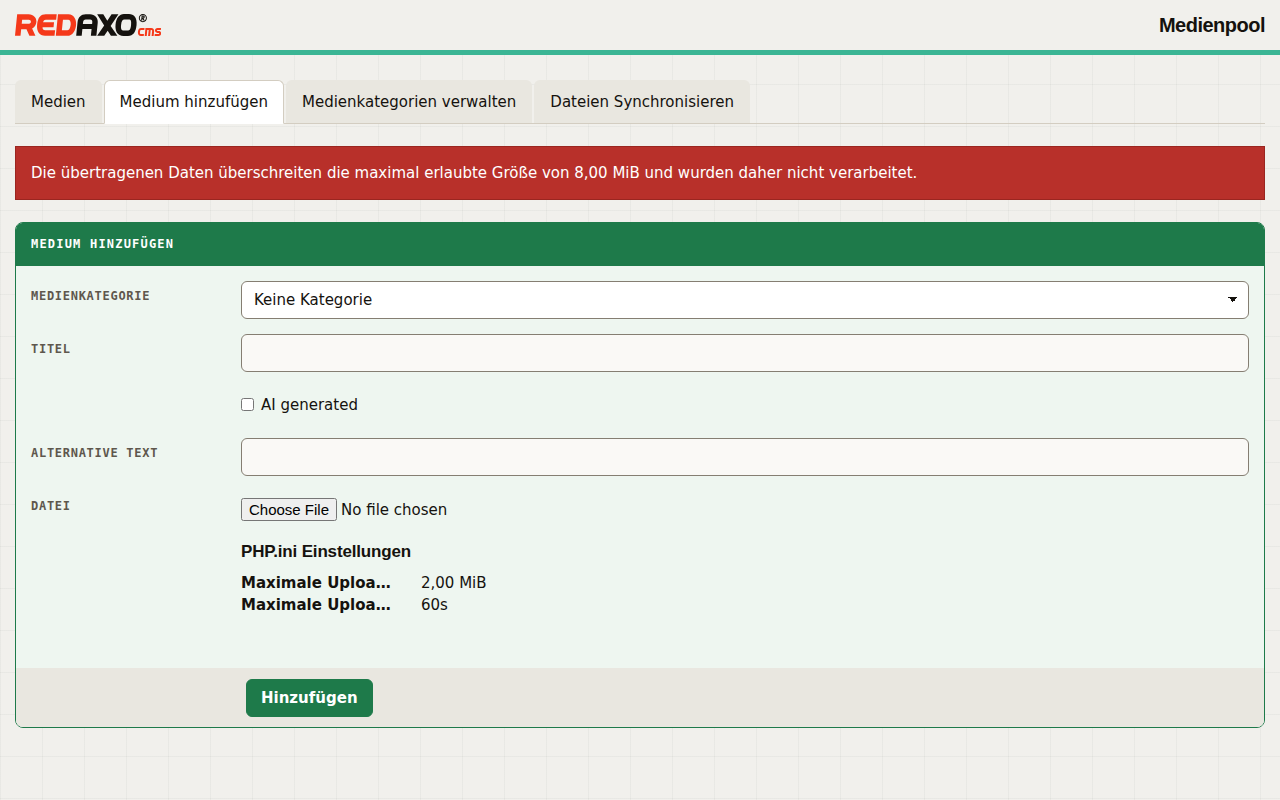 REDAXO® cms
Medienpool
Medien
Medium hinzufügen
Medienkategorien verwalten
Dateien Synchronisieren
Die übertragenen Daten überschreiten die maximal erlaubte Größe von 8,00 MiB und wurden daher nicht verarbeitet.
MEDIUM HINZUFÜGEN
MEDIENKATEGORIE
Keine Kategorie
TITEL
AI generated
ALTERNATIVE TEXT
DATEI
Choose File No file chosen
PHP.ini Einstellungen
Maximale Uploa… 2,00 MiB
Maximale Uploa… 60s
Hinzufügen